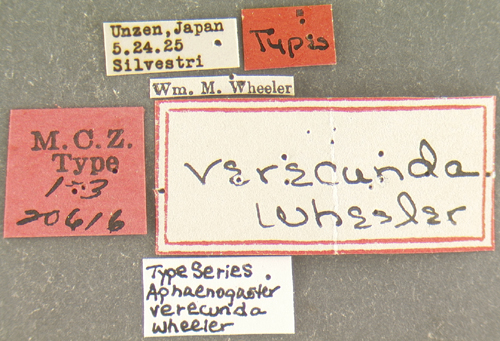 Unzen, Japan
5.24.25
Silvestri
Typis
Wm. M. Wheeler
M.C.Z.
Type
1-3
20616
verecunda
Wheeler
Type Series
Aphaenogaster
verecunda
Wheeler